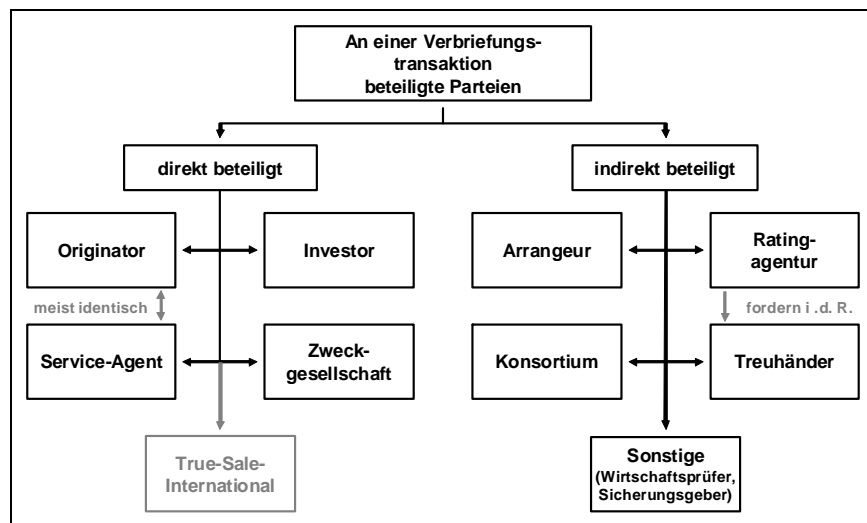 An einer Verbriefungs-
transaktion
beteiligte Parteien
direkt beteiligt
indirekt beteiligt
Originator
Investor
Arrangeur
Rating-
agentur
meist identisch
fordern i .d. R.
Service-Agent
Zweck-
gesellschaft
Konsortium
Treuhänder
True-Sale-
International
Sonstige
(Wirtschaftsprüfer,
Sicherungsgeber)